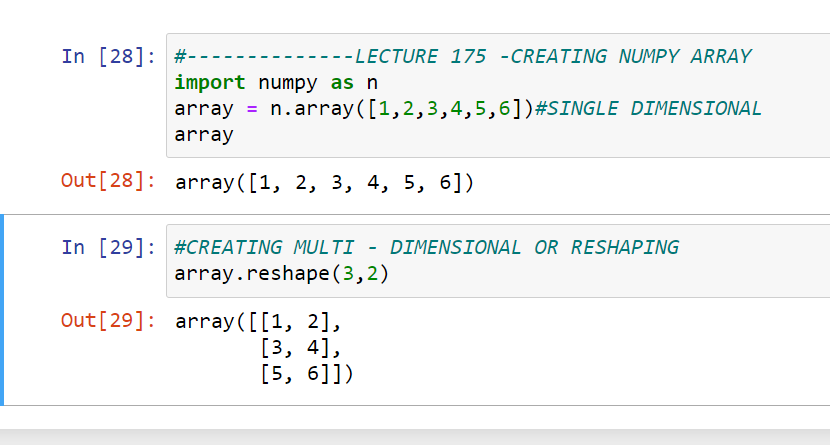 In [28]: #--------------LECTURE 175 -CREATING NUMPY ARRAY
import numpy as n
array = n.array([1,2,3,4,5,6])#SINGLE DIMENSIONAL
array
Out[28]: array([1, 2, 3, 4, 5, 6])
In [29]: #CREATING MULTI - DIMENSIONAL OR RESHAPING
array.reshape(3,2)
Out[29]: array([[1, 2],
[3, 4],
[5, 6]])